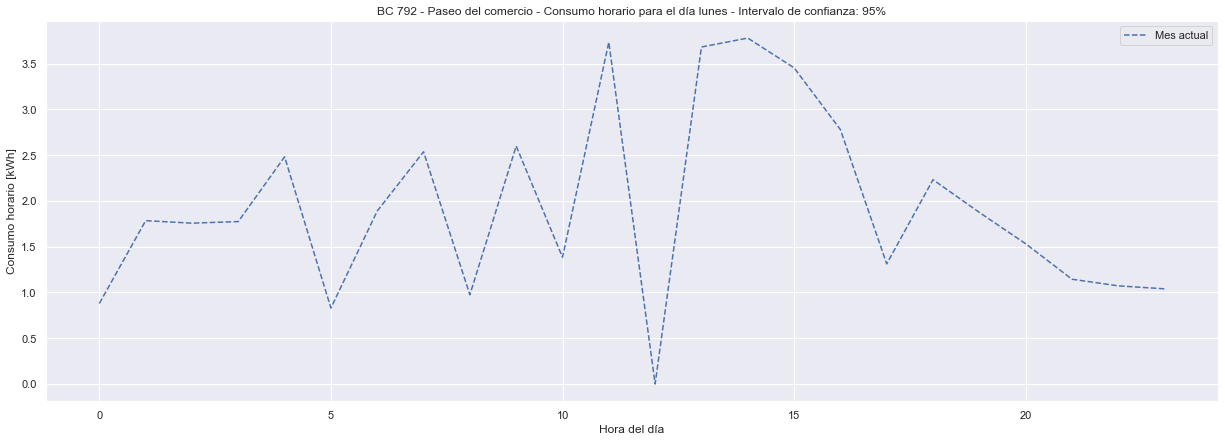 BC 792 - Paseo del comercio - Consumo horario para el día lunes - Intervalo de confianza: 95%
Mes actual
Consumo horario [kWh]
3.5
3.0
2.5
2.0
1.5
1.0
0.5
0.0
0 5 10 15 20
Hora del día